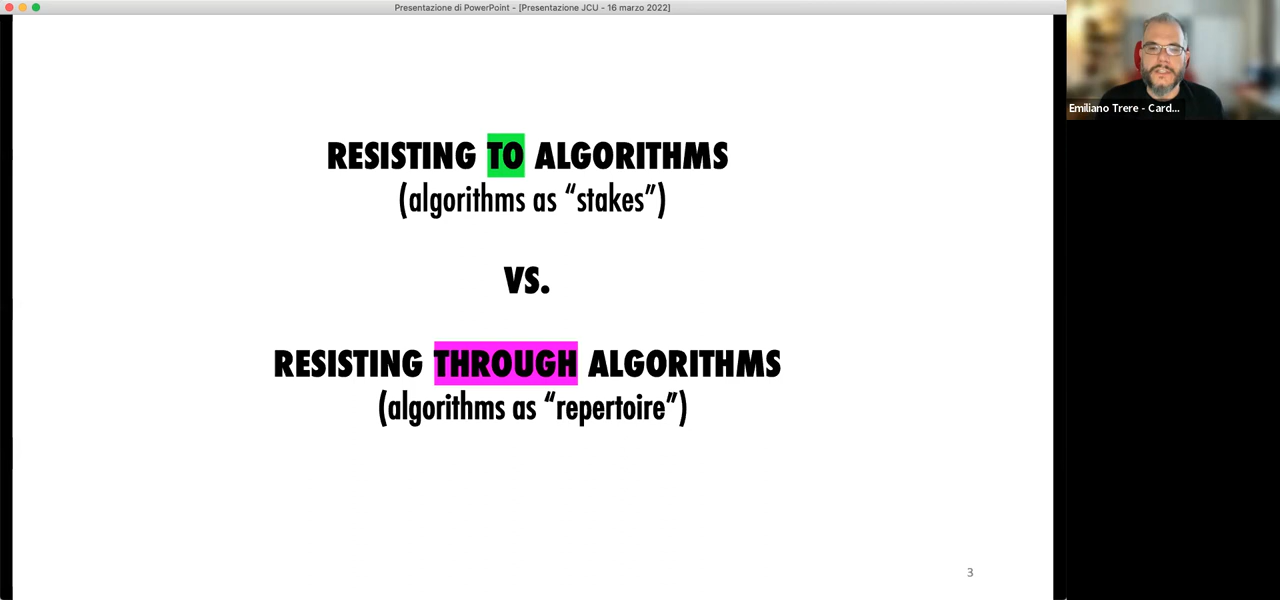 Presentazione di PowerPoint - [Presentazione JCU - 16 marzo 2022]
Emiliano Trere - Card...
RESISTING TO ALGORITHMS
(algorithms as “stakes”)
VS.
RESISTING THROUGH ALGORITHMS
(algorithms as “repertoire”)
3